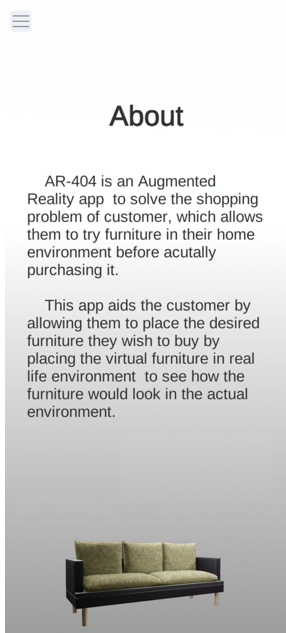 About
AR-404 is an Augmented
Reality app  to solve the shopping
problem of customer, which allows
them to try furniture in their home
environment before acutally
purchasing it.
This app aids the customer by
allowing them to place the desired
furniture they wish to buy by
placing the virtual furniture in real
life environment  to see how the
furniture would look in the actual
environment.